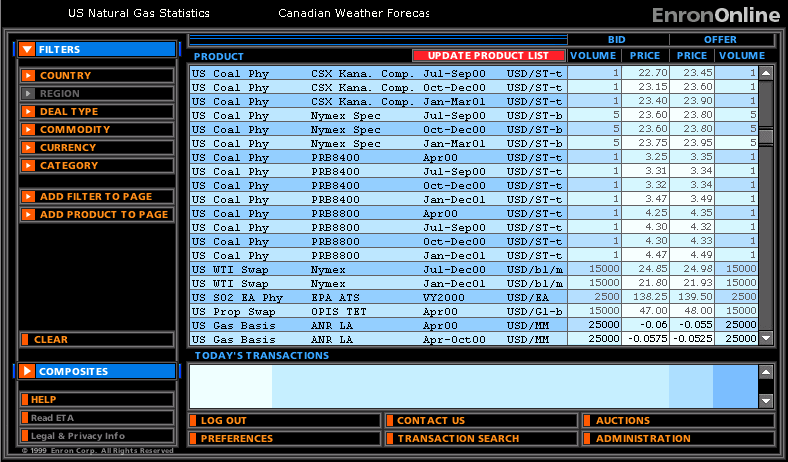 US Natural Gas Statistics Canadian Weather Forecas
EnronOnline
FILTERS
COUNTRY
REGION
DEAL TYPE
COMMODITY
CURRENCY
CATEGORY
ADD FILTER TO PAGE
ADD PRODUCT TO PAGE
CLEAR
COMPOSITES
HELP
Read ETA
Legal & Privacy Info
© 1999 Enron Corp. All Rights Reserved
BID OFFER
PRODUCT UPDATE PRODUCT LIST VOLUME PRICE PRICE VOLUME
US Coal Phy CSX Kana. Comp. Jul-Sep00 USD/ST-t 1 22.70 23.45 1
US Coal Phy CSX Kana. Comp. Oct-Dec00 USD/ST-t 1 23.15 23.60 1
US Coal Phy CSX Kana. Comp. Jan-Mar01 USD/ST-t 1 23.40 23.90 1
US Coal Phy Nymex Spec Jul-Sep00 USD/ST-b 5 23.60 23.80 5
US Coal Phy Nymex Spec Oct-Dec00 USD/ST-b 5 23.60 23.80 5
US Coal Phy Nymex Spec Jan-Mar01 USD/ST-b 5 23.75 23.95 5
US Coal Phy PRB8400 Apr00 USD/ST-t 1 3.25 3.35 1
US Coal Phy PRB8400 Jul-Sep00 USD/ST-t 1 3.31 3.34 1
US Coal Phy PRB8400 Oct-Dec00 USD/ST-t 1 3.32 3.34 1
US Coal Phy PRB8400 Jan-Dec01 USD/ST-t 1 3.47 3.49 1
US Coal Phy PRB8800 Apr00 USD/ST-t 1 4.25 4.35 1
US Coal Phy PRB8800 Jul-Sep00 USD/ST-t 1 4.30 4.32 1
US Coal Phy PRB8800 Oct-Dec00 USD/ST-t 1 4.30 4.33 1
US Coal Phy PRB8800 Jan-Dec01 USD/ST-t 1 4.47 4.49 1
US WTI Swap Nymex Jul-Dec00 USD/bl/m 15000 24.85 24.98 15000
US WTI Swap Nymex Jan-Dec01 USD/bl/m 15000 21.80 21.93 15000
US SO2 EA Phy EPA ATS VY2000 USD/EA 2500 138.25 139.50 2500
US Prop Swap OPIS TET Apr00 USD/Gl-b 15000 47.00 48.00 15000
US Gas Basis ANR LA Apr00 USD/MM 25000 -0.06 -0.055 25000
US Gas Basis ANR LA Apr-Oct00 USD/MM 25000 -0.0575 -0.0525 25000
TODAY'S TRANSACTIONS
LOG OUT CONTACT US AUCTIONS
PREFERENCES TRANSACTION SEARCH ADMINISTRATION